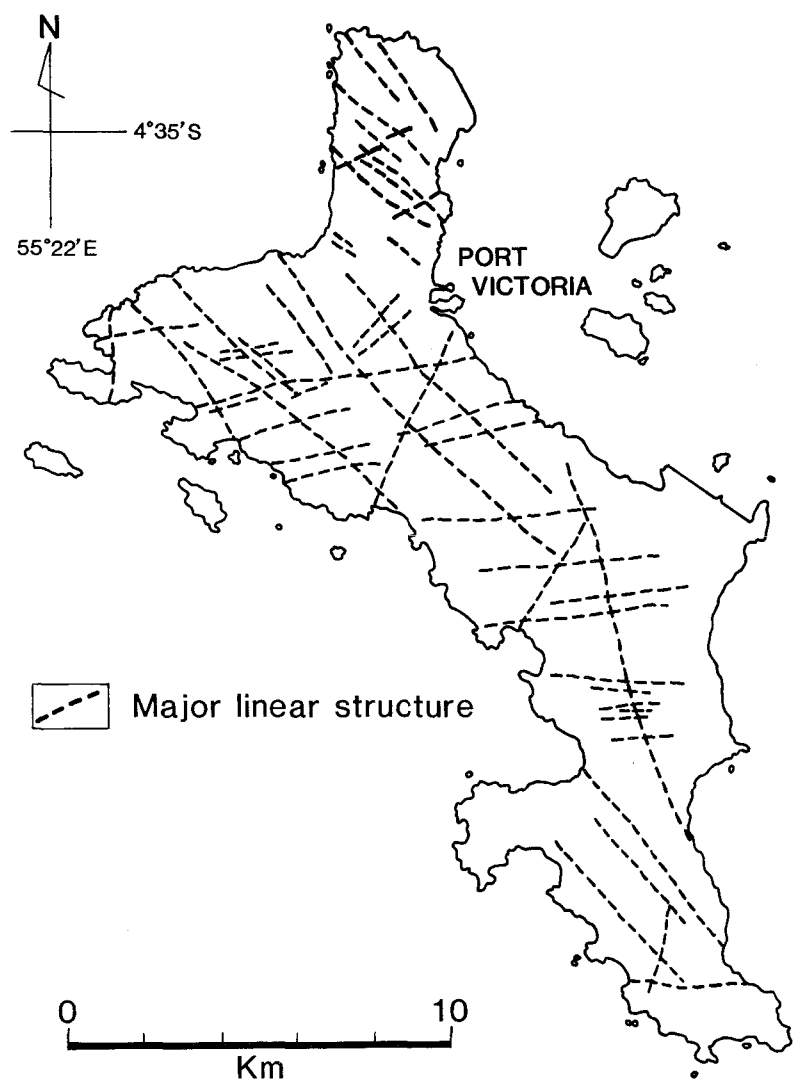 N
4°35'S
55°22'E
PORT
VICTORIA
Major linear structure
0 10
Km